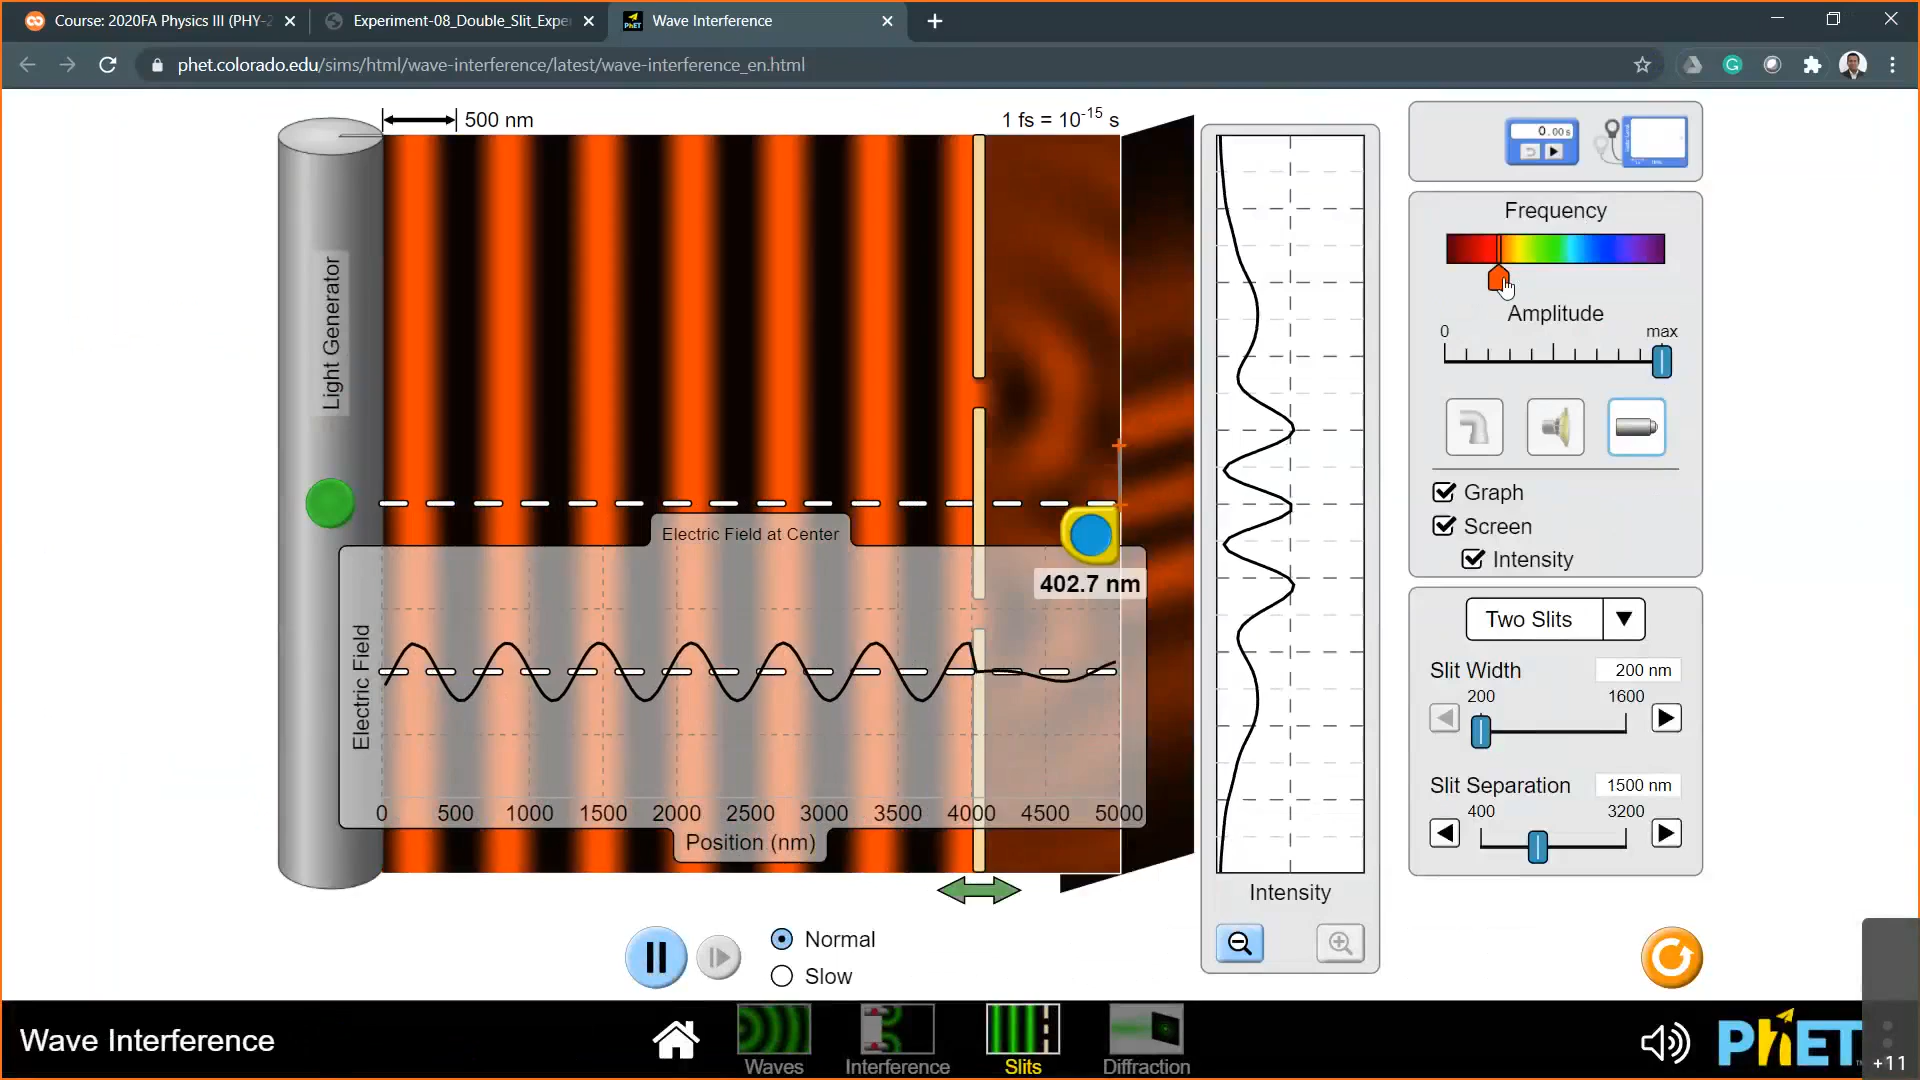 Course: 2020FA Physics III (PHY-2
Experiment-08_Double_Slit_Expe
Wave Interference
phet.colorado.edu/sims/html/wave-interference/latest/wave-interference_en.html
500 nm
1 fs = 10⁻¹⁵ s
Light Generator
Electric Field at Center
402.7 nm
Electric Field
0 500 1000 1500 2000 2500 3000 3500 4000 4500 5000
Position (nm)
Normal
Slow
Intensity
0.00 s
Frequency
Amplitude
0 max
Graph
Screen
Intensity
Two Slits
Slit Width 200 nm
200 1600
Slit Separation 1500 nm
400 3200
Wave Interference
Waves
Interference
Slits
Diffraction
PhET
+11